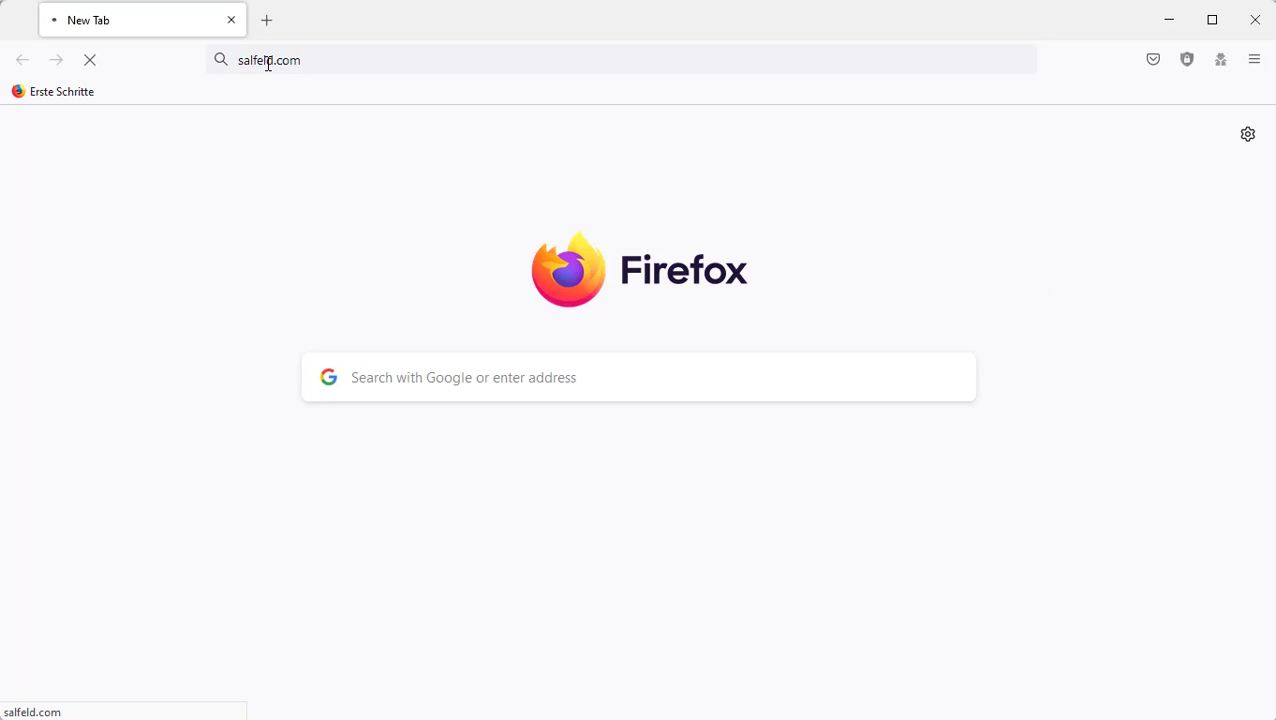 New Tab
salfeld.com
Erste Schritte
Firefox
Search with Google or enter address
salfeld.com